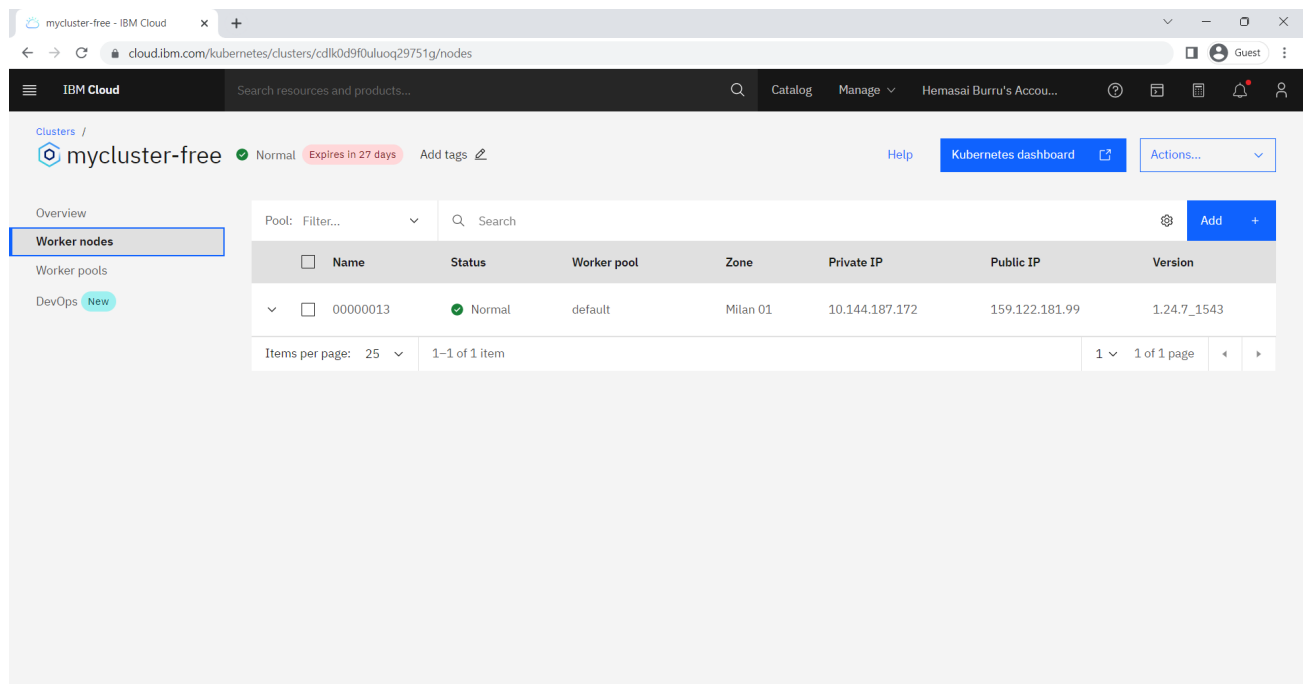 mycluster-free - IBM Cloud
cloud.ibm.com/kubernetes/clusters/cdlk0d9f0uluoq29751g/nodes
Guest
IBM Cloud
Search resources and products...
Catalog
Manage
Hemasai Burru's Accou...
Clusters /
mycluster-free
Normal
Expires in 27 days
Add tags
Help
Kubernetes dashboard
Actions...
Overview
Worker nodes
Worker pools
DevOps New
Pool: Filter...
Search
Add +
Name Status Worker pool Zone Private IP Public IP Version
00000013 Normal default Milan 01 10.144.187.172 159.122.181.99 1.24.7_1543
Items per page: 25 1–1 of 1 item 1 1 of 1 page